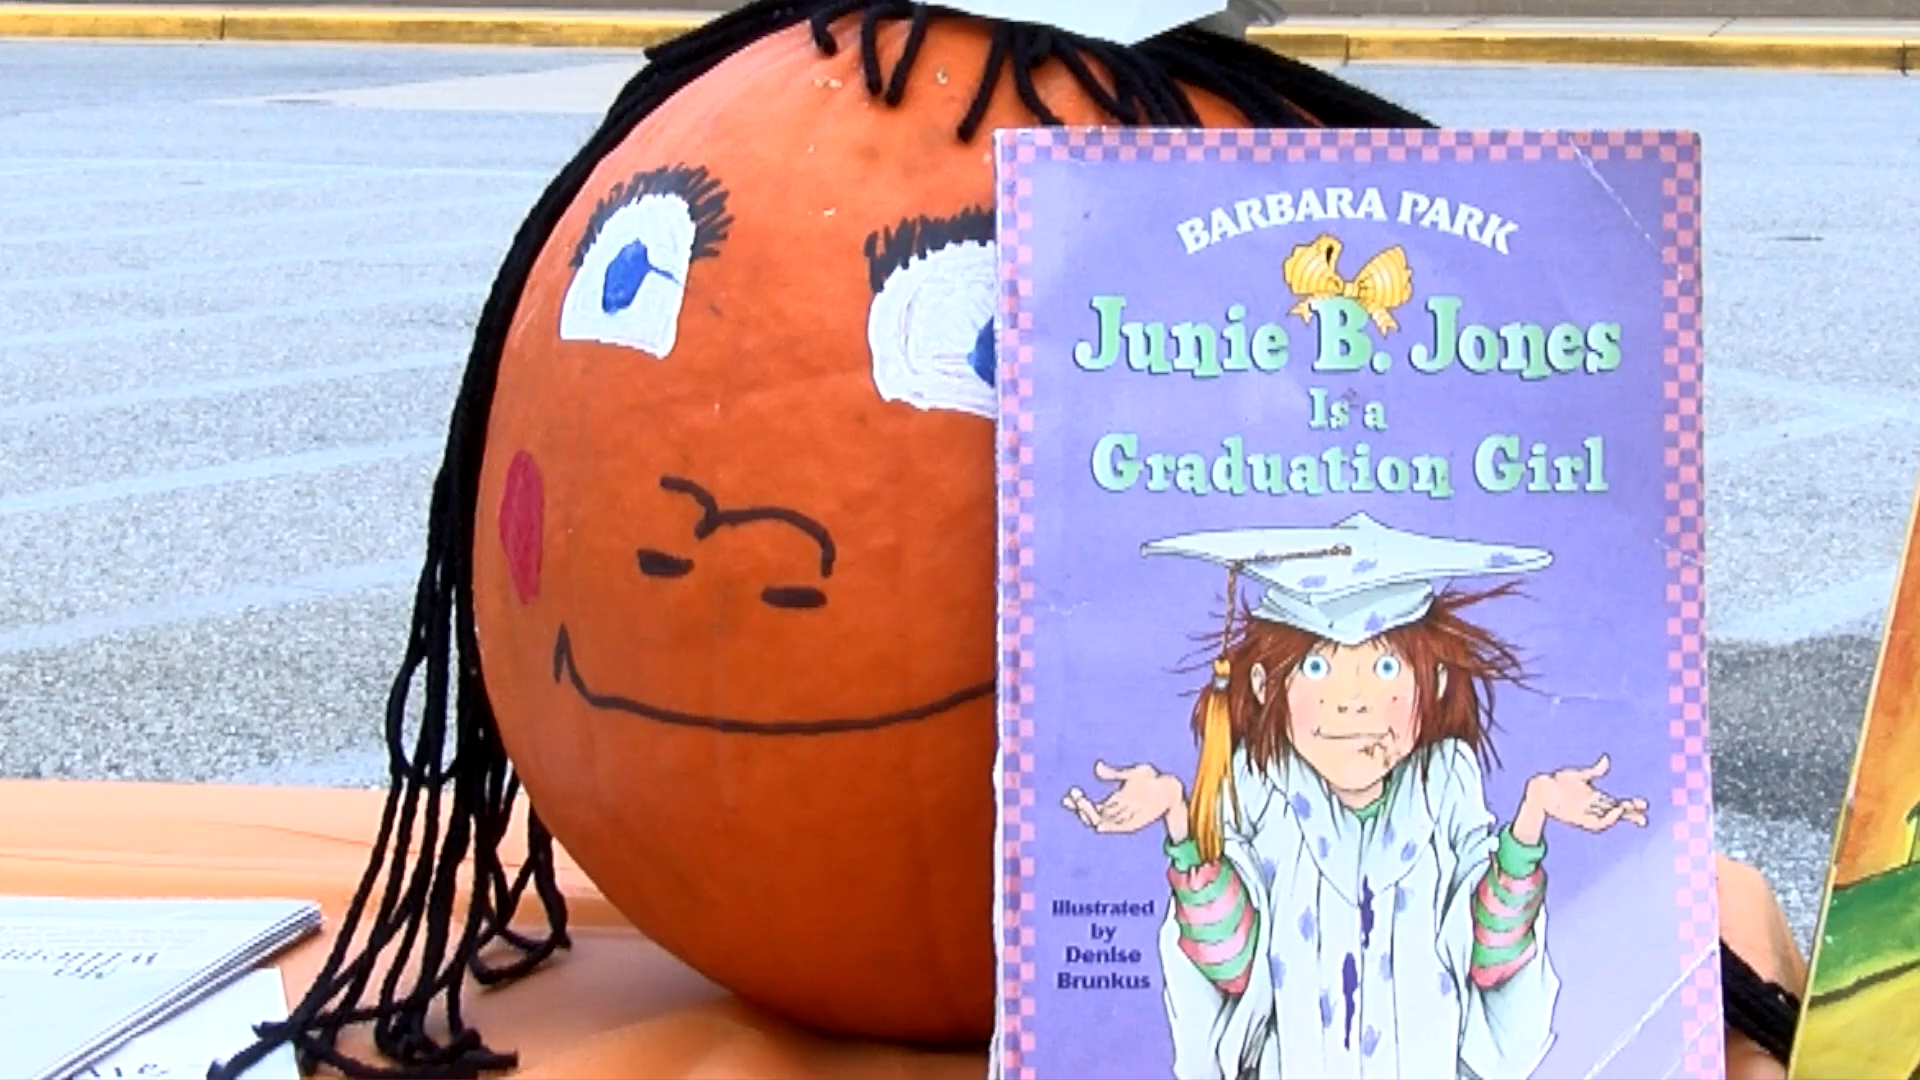 BARBARA PARK
Junie B. Jones
Is a
Graduation Girl
Illustrated
by
Denise
Brunkus